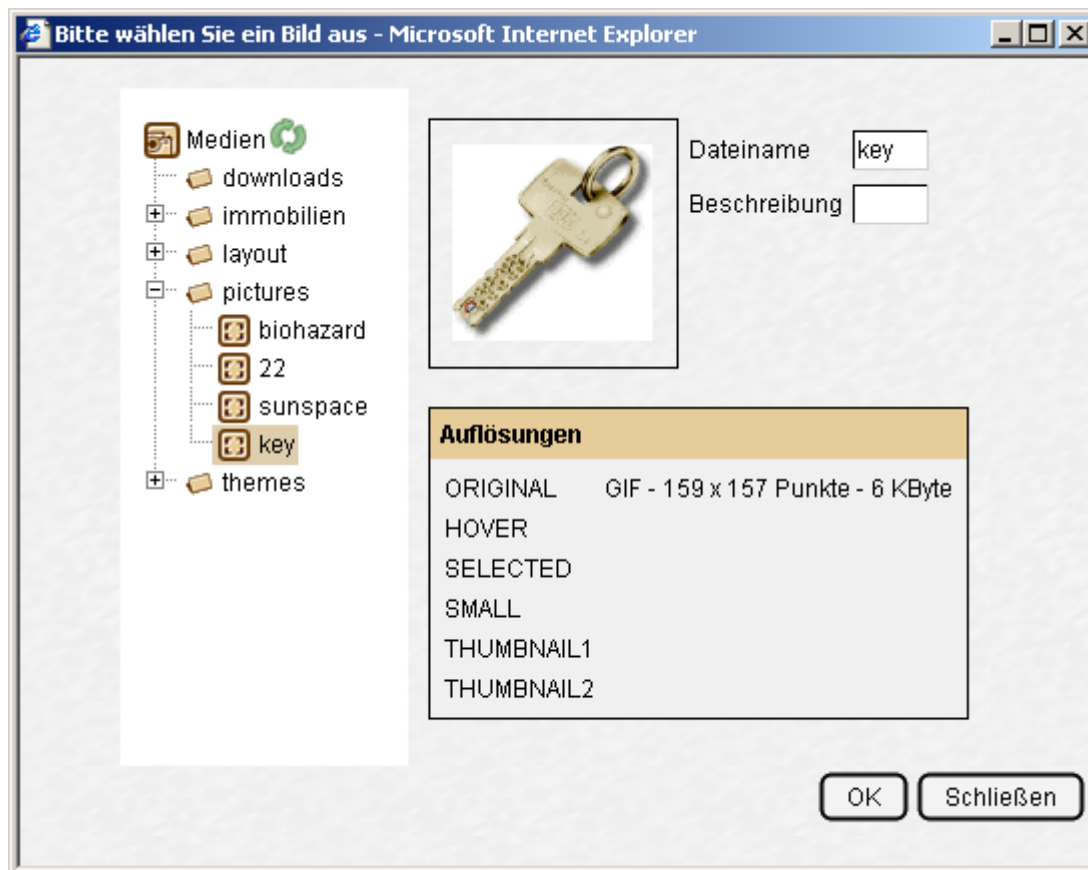 Bitte wählen Sie ein Bild aus - Microsoft Internet Explorer
Medien
downloads
immobilien
layout
pictures
biohazard
22
sunspace
key
themes
Dateiname key
Beschreibung
Auflösungen
ORIGINAL GIF - 159 x 157 Punkte - 6 KByte
HOVER
SELECTED
SMALL
THUMBNAIL1
THUMBNAIL2
OK Schließen